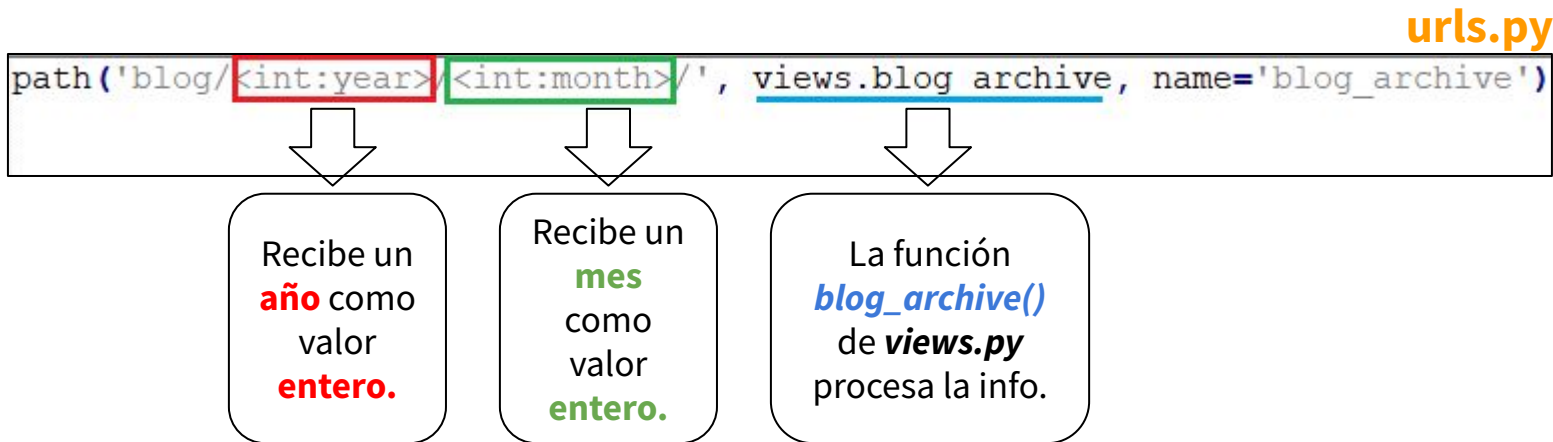 urls.py
path('blog/<int:year>/<int:month>/', views.blog_archive, name='blog_archive')
Recibe un
año como
valor
entero.
Recibe un
mes
como
valor
entero.
La función
blog_archive()
de views.py
procesa la info.